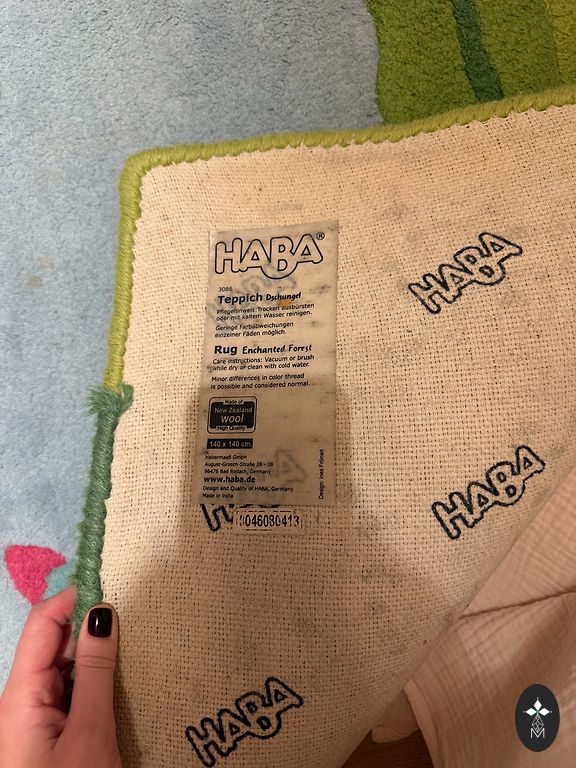 HABA®
3086
Teppich Dschungel
Pflegehinweis: Trocken ausbürsten
oder mit kaltem Wasser reinigen.
Geringe Farbabweichungen
einzelner Fäden möglich.
Rug Enchanted Forest
Care instructions: Vacuum or brush
while dry or clean with cold water.
Minor differences in color thread
is possible and considered normal.
Made of
New Zealand
wool
High Quality
140 x 140 cm
Habermaaß GmbH
August-Grosch-Straße 28 - 38
96476 Bad Rodach, Germany
www.haba.de
Design and Quality of HABA, Germany
Made in India
Design: Ines Frömelt
HABA
HABA
HABA